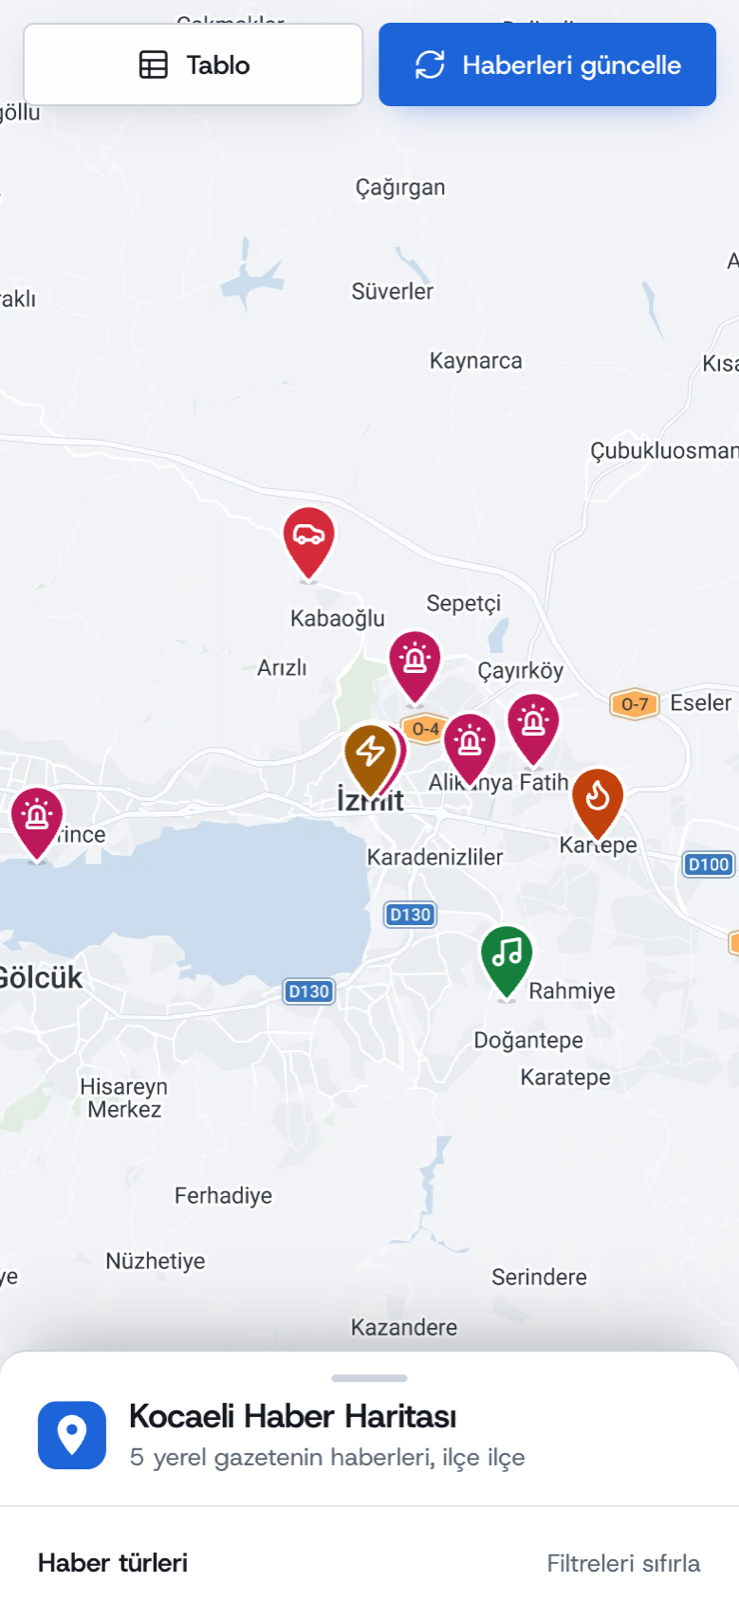 Tablo
Haberleri güncelle
Çağırgan
Süverler
Kaynarca
Çubukluosman
Kabaoğlu
Sepetçi
Arızlı
Çayırköy
O-7
Eseler
O-4
Alikahya Fatih
İzmit
Kartepe
Karadenizliler
D100
D130
Gölcük
D130
Rahmiye
Doğantepe
Karatepe
Hisareyn
Merkez
Ferhadiye
Nüzhetiye
Serindere
Kazandere
Kocaeli Haber Haritası
5 yerel gazetenin haberleri, ilçe ilçe
Haber türleri
Filtreleri sıfırla